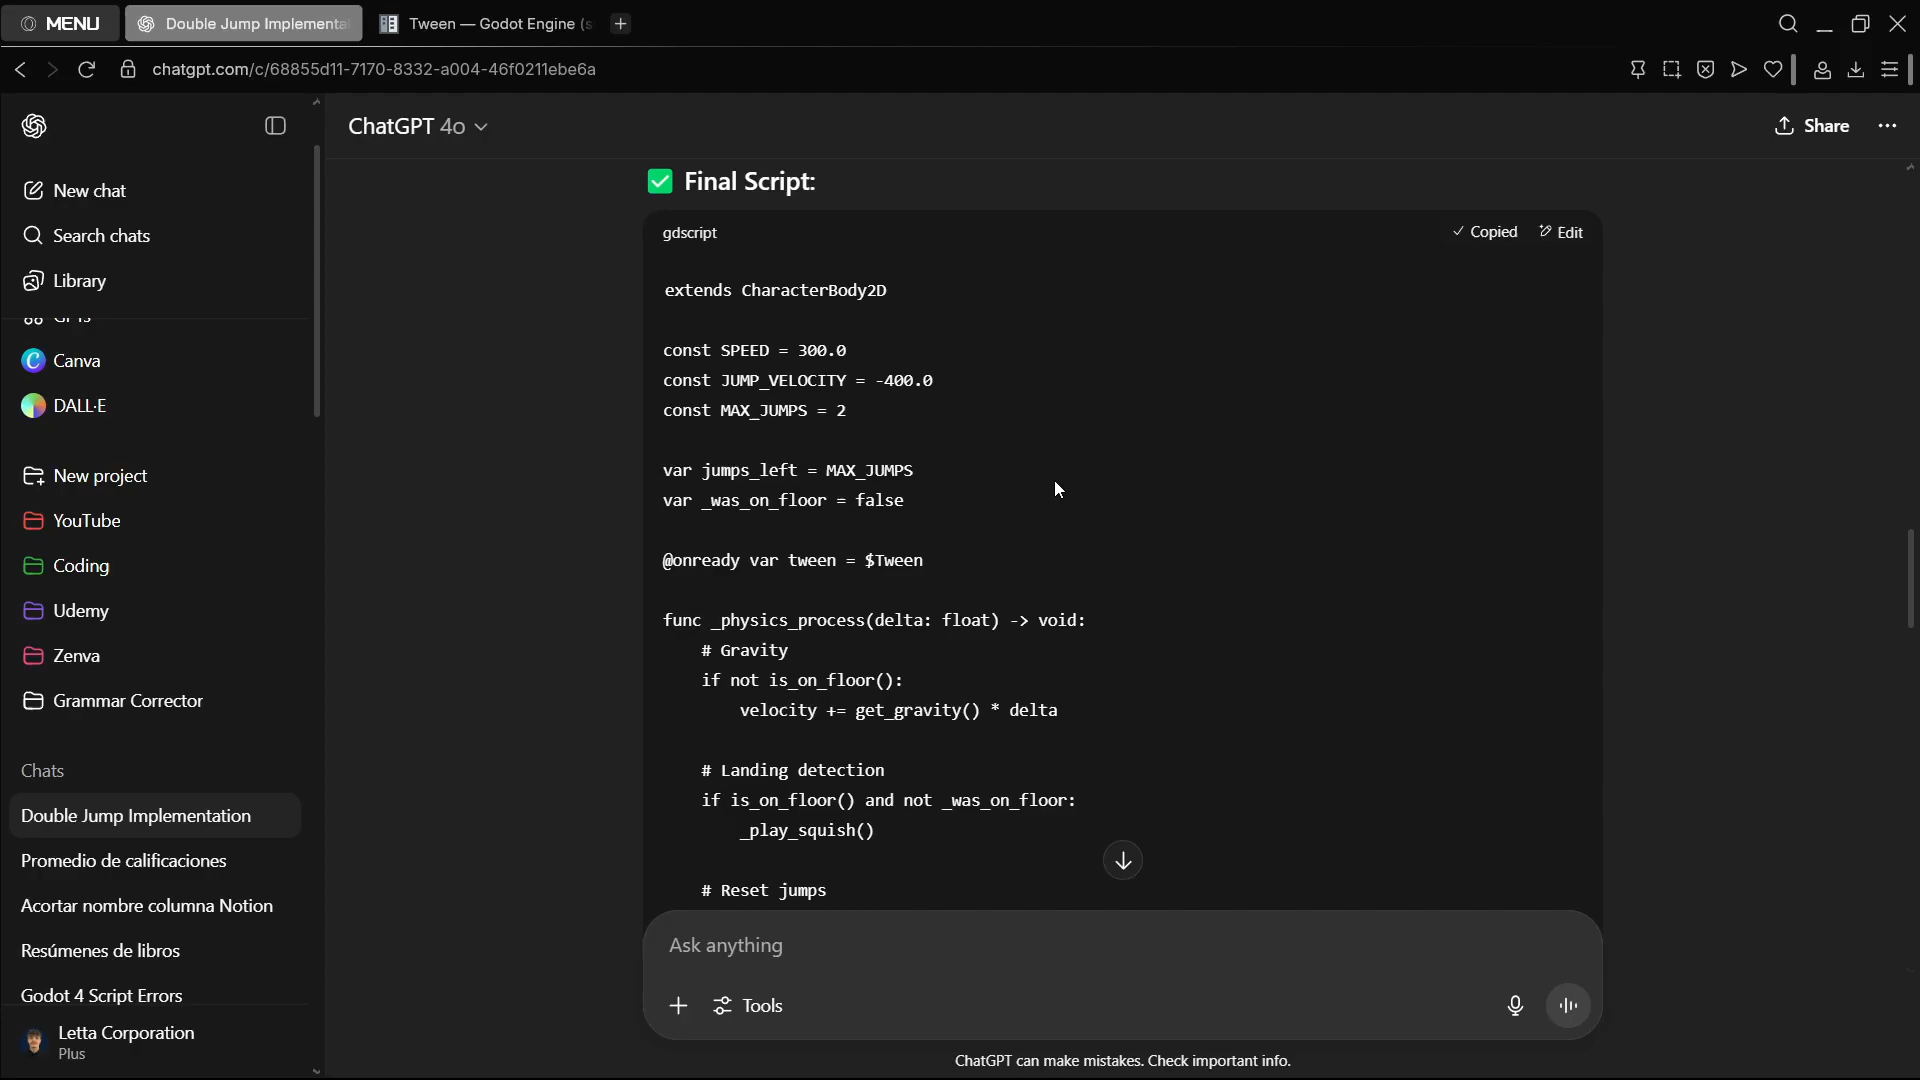 MENU
Double Jump Implementa
Tween — Godot Engine (s
chatgpt.com/c/68855d11-7170-8332-a004-46f0211ebe6a
ChatGPT 4o
Share
New chat
Search chats
Library
GPTs
Canva
DALL·E
New project
YouTube
Coding
Udemy
Zenva
Grammar Corrector
Chats
Double Jump Implementation
Promedio de calificaciones
Acortar nombre columna Notion
Resúmenes de libros
Godot 4 Script Errors
Letta Corporation
Plus
Final Script:
gdscript
Copied
Edit
extends CharacterBody2D
const SPEED = 300.0
const JUMP_VELOCITY = -400.0
const MAX_JUMPS = 2
var jumps_left = MAX_JUMPS
var _was_on_floor = false
@onready var tween = $Tween
func _physics_process(delta: float) -> void:
# Gravity
if not is_on_floor():
velocity += get_gravity() * delta
# Landing detection
if is_on_floor() and not _was_on_floor:
_play_squish()
# Reset jumps
Ask anything
Tools
ChatGPT can make mistakes. Check important info.